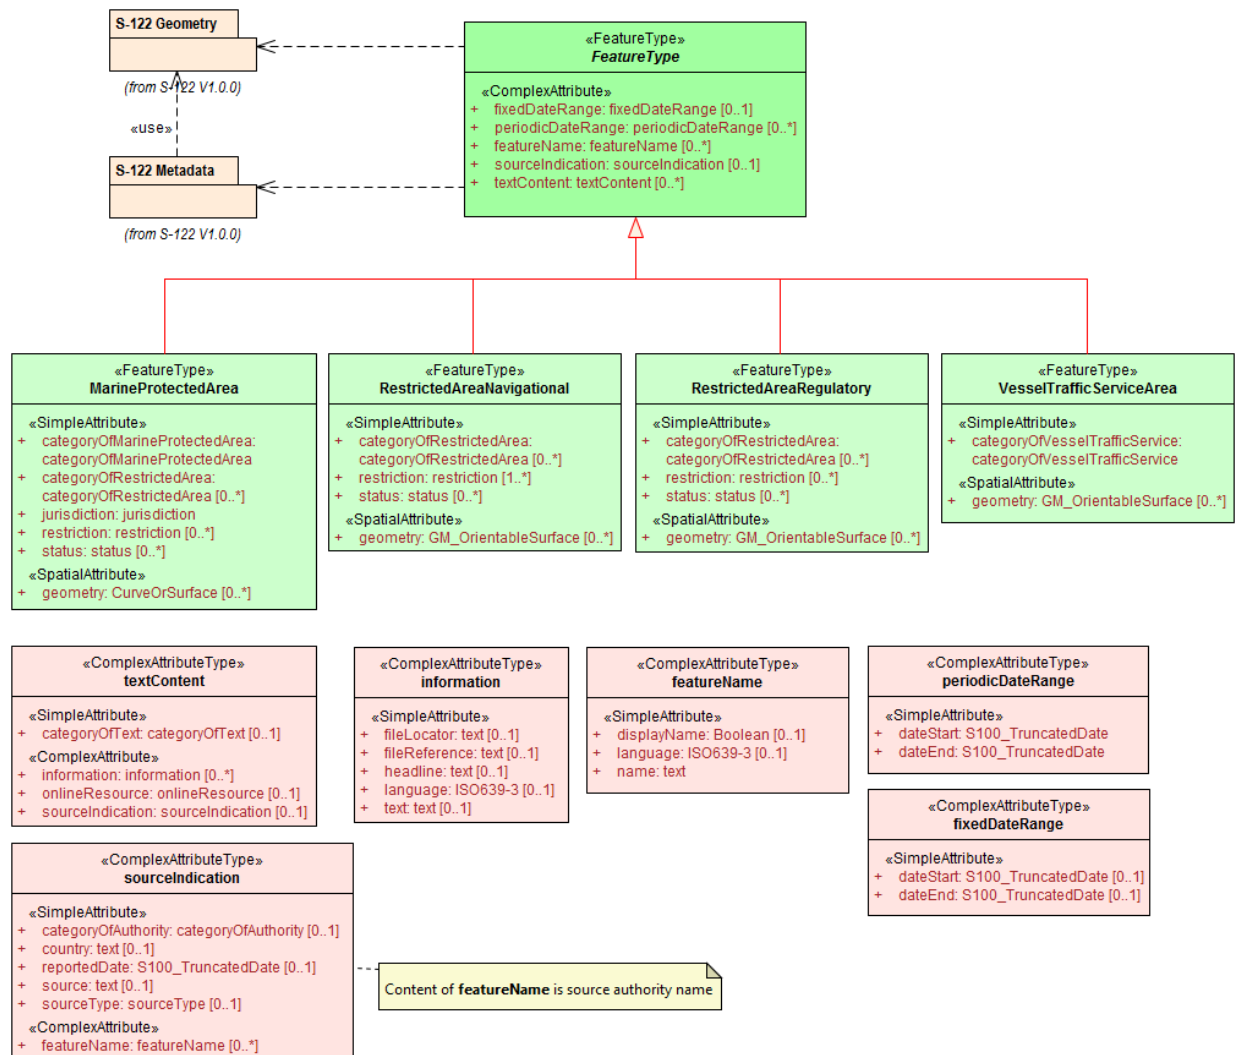 S-122 Geometry
(from S-122 V1.0.0)
«use»
S-122 Metadata
(from S-122 V1.0.0)
«FeatureType»
FeatureType
«ComplexAttribute»
+ fixedDateRange: fixedDateRange [0..1]
+ periodicDateRange: periodicDateRange [0..*]
+ featureName: featureName [0..*]
+ sourceIndication: sourceIndication [0..1]
+ textContent: textContent [0..*]
«FeatureType»
MarineProtectedArea
«SimpleAttribute»
+ categoryOfMarineProtectedArea:
categoryOfMarineProtectedArea
+ categoryOfRestrictedArea:
categoryOfRestrictedArea [0..*]
+ jurisdiction: jurisdiction
+ restriction: restriction [0..*]
+ status: status [0..*]
«SpatialAttribute»
+ geometry: CurveOrSurface [0..*]
«FeatureType»
RestrictedAreaNavigational
«SimpleAttribute»
+ categoryOfRestrictedArea:
categoryOfRestrictedArea [0..*]
+ restriction: restriction [1..*]
+ status: status [0..*]
«SpatialAttribute»
+ geometry: GM_OrientableSurface [0..*]
«FeatureType»
RestrictedAreaRegulatory
«SimpleAttribute»
+ categoryOfRestrictedArea:
categoryOfRestrictedArea [0..*]
+ restriction: restriction [0..*]
+ status: status [0..*]
«SpatialAttribute»
+ geometry: GM_OrientableSurface [0..*]
«FeatureType»
VesselTrafficServiceArea
«SimpleAttribute»
+ categoryOfVesselTrafficService:
categoryOfVesselTrafficService
«SpatialAttribute»
+ geometry: GM_OrientableSurface [0..*]
«ComplexAttributeType»
textContent
«SimpleAttribute»
+ categoryOfText: categoryOfText [0..1]
«ComplexAttribute»
+ information: information [0..*]
+ onlineResource: onlineResource [0..1]
+ sourceIndication: sourceIndication [0..1]
«ComplexAttributeType»
information
«SimpleAttribute»
+ fileLocator: text [0..1]
+ fileReference: text [0..1]
+ headline: text [0..1]
+ language: ISO639-3 [0..1]
+ text: text [0..1]
«ComplexAttributeType»
featureName
«SimpleAttribute»
+ displayName: Boolean [0..1]
+ language: ISO639-3 [0..1]
+ name: text
«ComplexAttributeType»
periodicDateRange
«SimpleAttribute»
+ dateStart: S100_TruncatedDate
+ dateEnd: S100_TruncatedDate
«ComplexAttributeType»
fixedDateRange
«SimpleAttribute»
+ dateStart: S100_TruncatedDate [0..1]
+ dateEnd: S100_TruncatedDate [0..1]
«ComplexAttributeType»
sourceIndication
«SimpleAttribute»
+ categoryOfAuthority: categoryOfAuthority [0..1]
+ country: text [0..1]
+ reportedDate: S100_TruncatedDate [0..1]
+ source: text [0..1]
+ sourceType: sourceType [0..1]
«ComplexAttribute»
+ featureName: featureName [0..*]
Content of featureName is source authority name